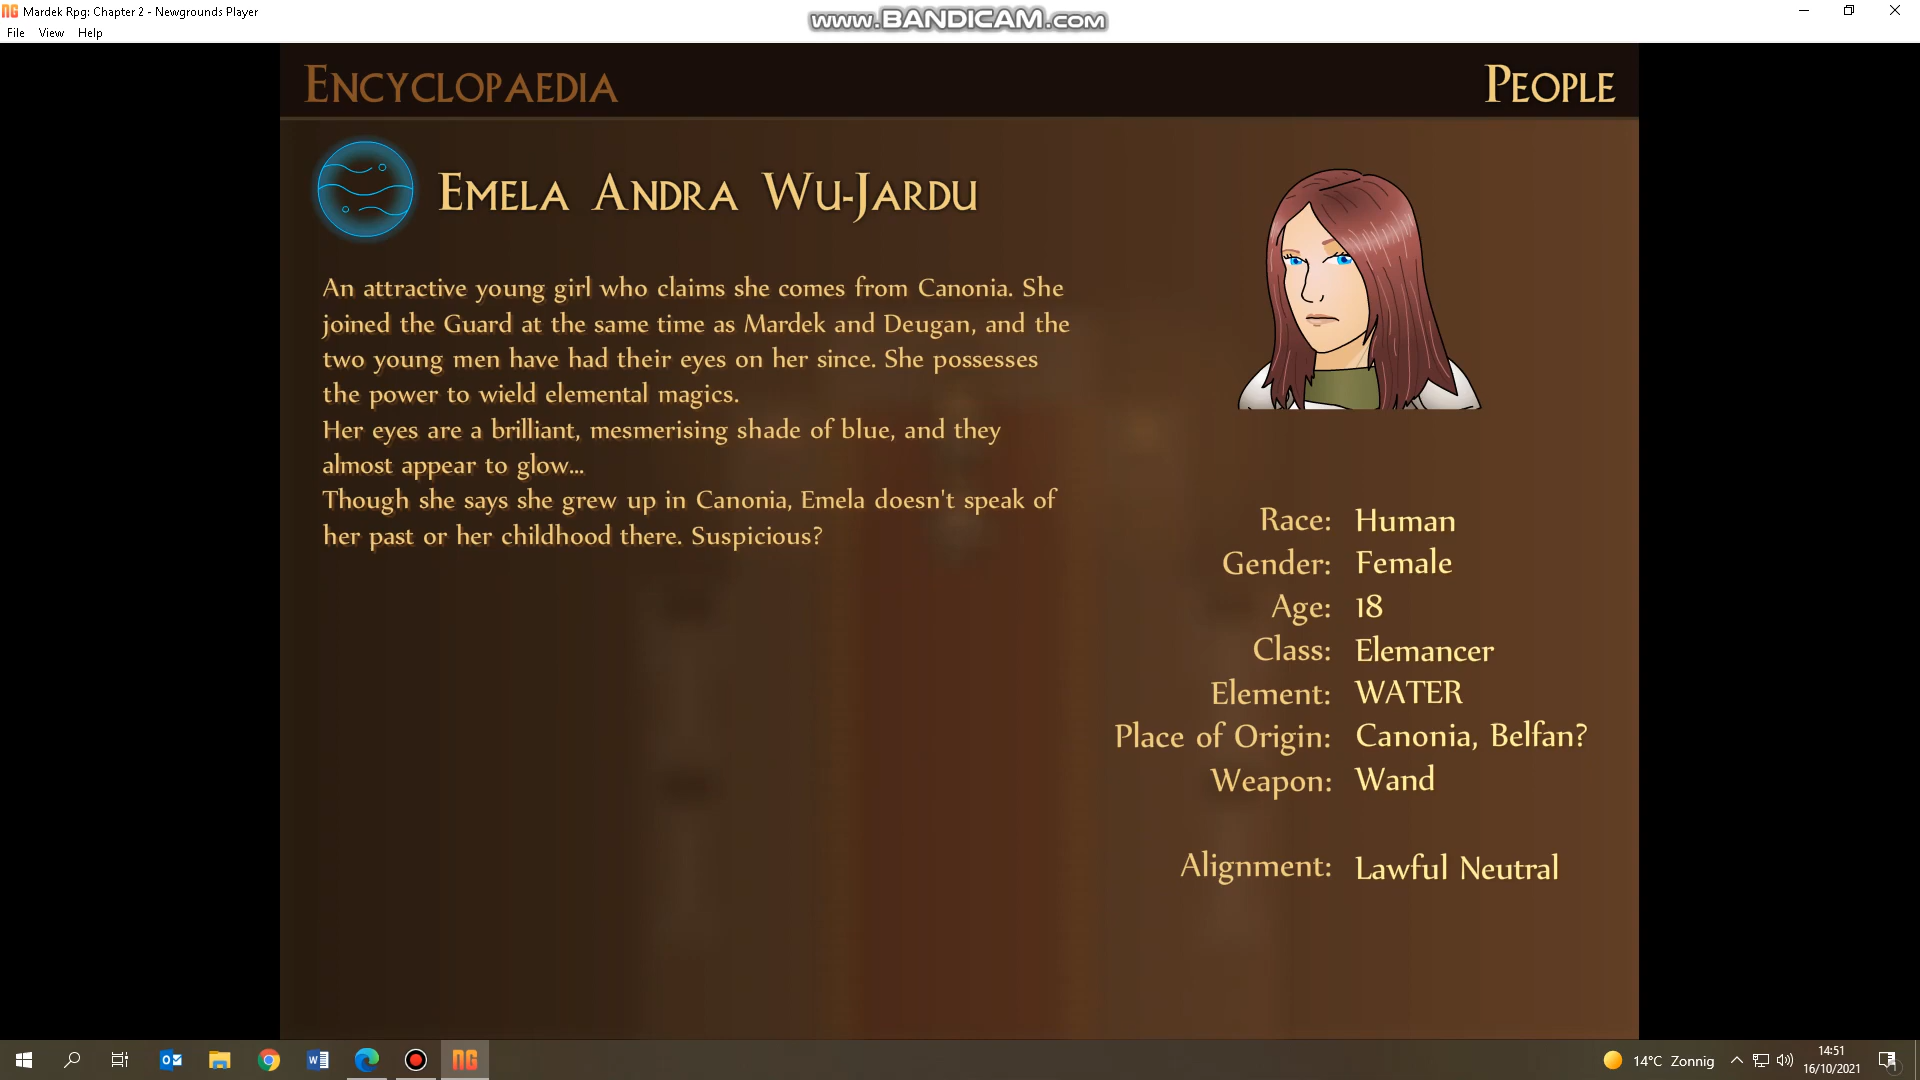 Mardek Rpg: Chapter 2 - Newgrounds Player
www.BANDICAM.com
File View Help
ENCYCLOPAEDIA
PEOPLE
EMELA ANDRA WU-JARDU
An attractive young girl who claims she comes from Canonia. She
joined the Guard at the same time as Mardek and Deugan, and the
two young men have had their eyes on her since. She possesses
the power to wield elemental magics.
Her eyes are a brilliant, mesmerising shade of blue, and they
almost appear to glow...
Though she says she grew up in Canonia, Emela doesn't speak of
her past or her childhood there. Suspicious?
Race: Human
Gender: Female
Age: 18
Class: Elemancer
Element: WATER
Place of Origin: Canonia, Belfan?
Weapon: Wand
Alignment: Lawful Neutral
14°C Zonnig
14:51
16/10/2021